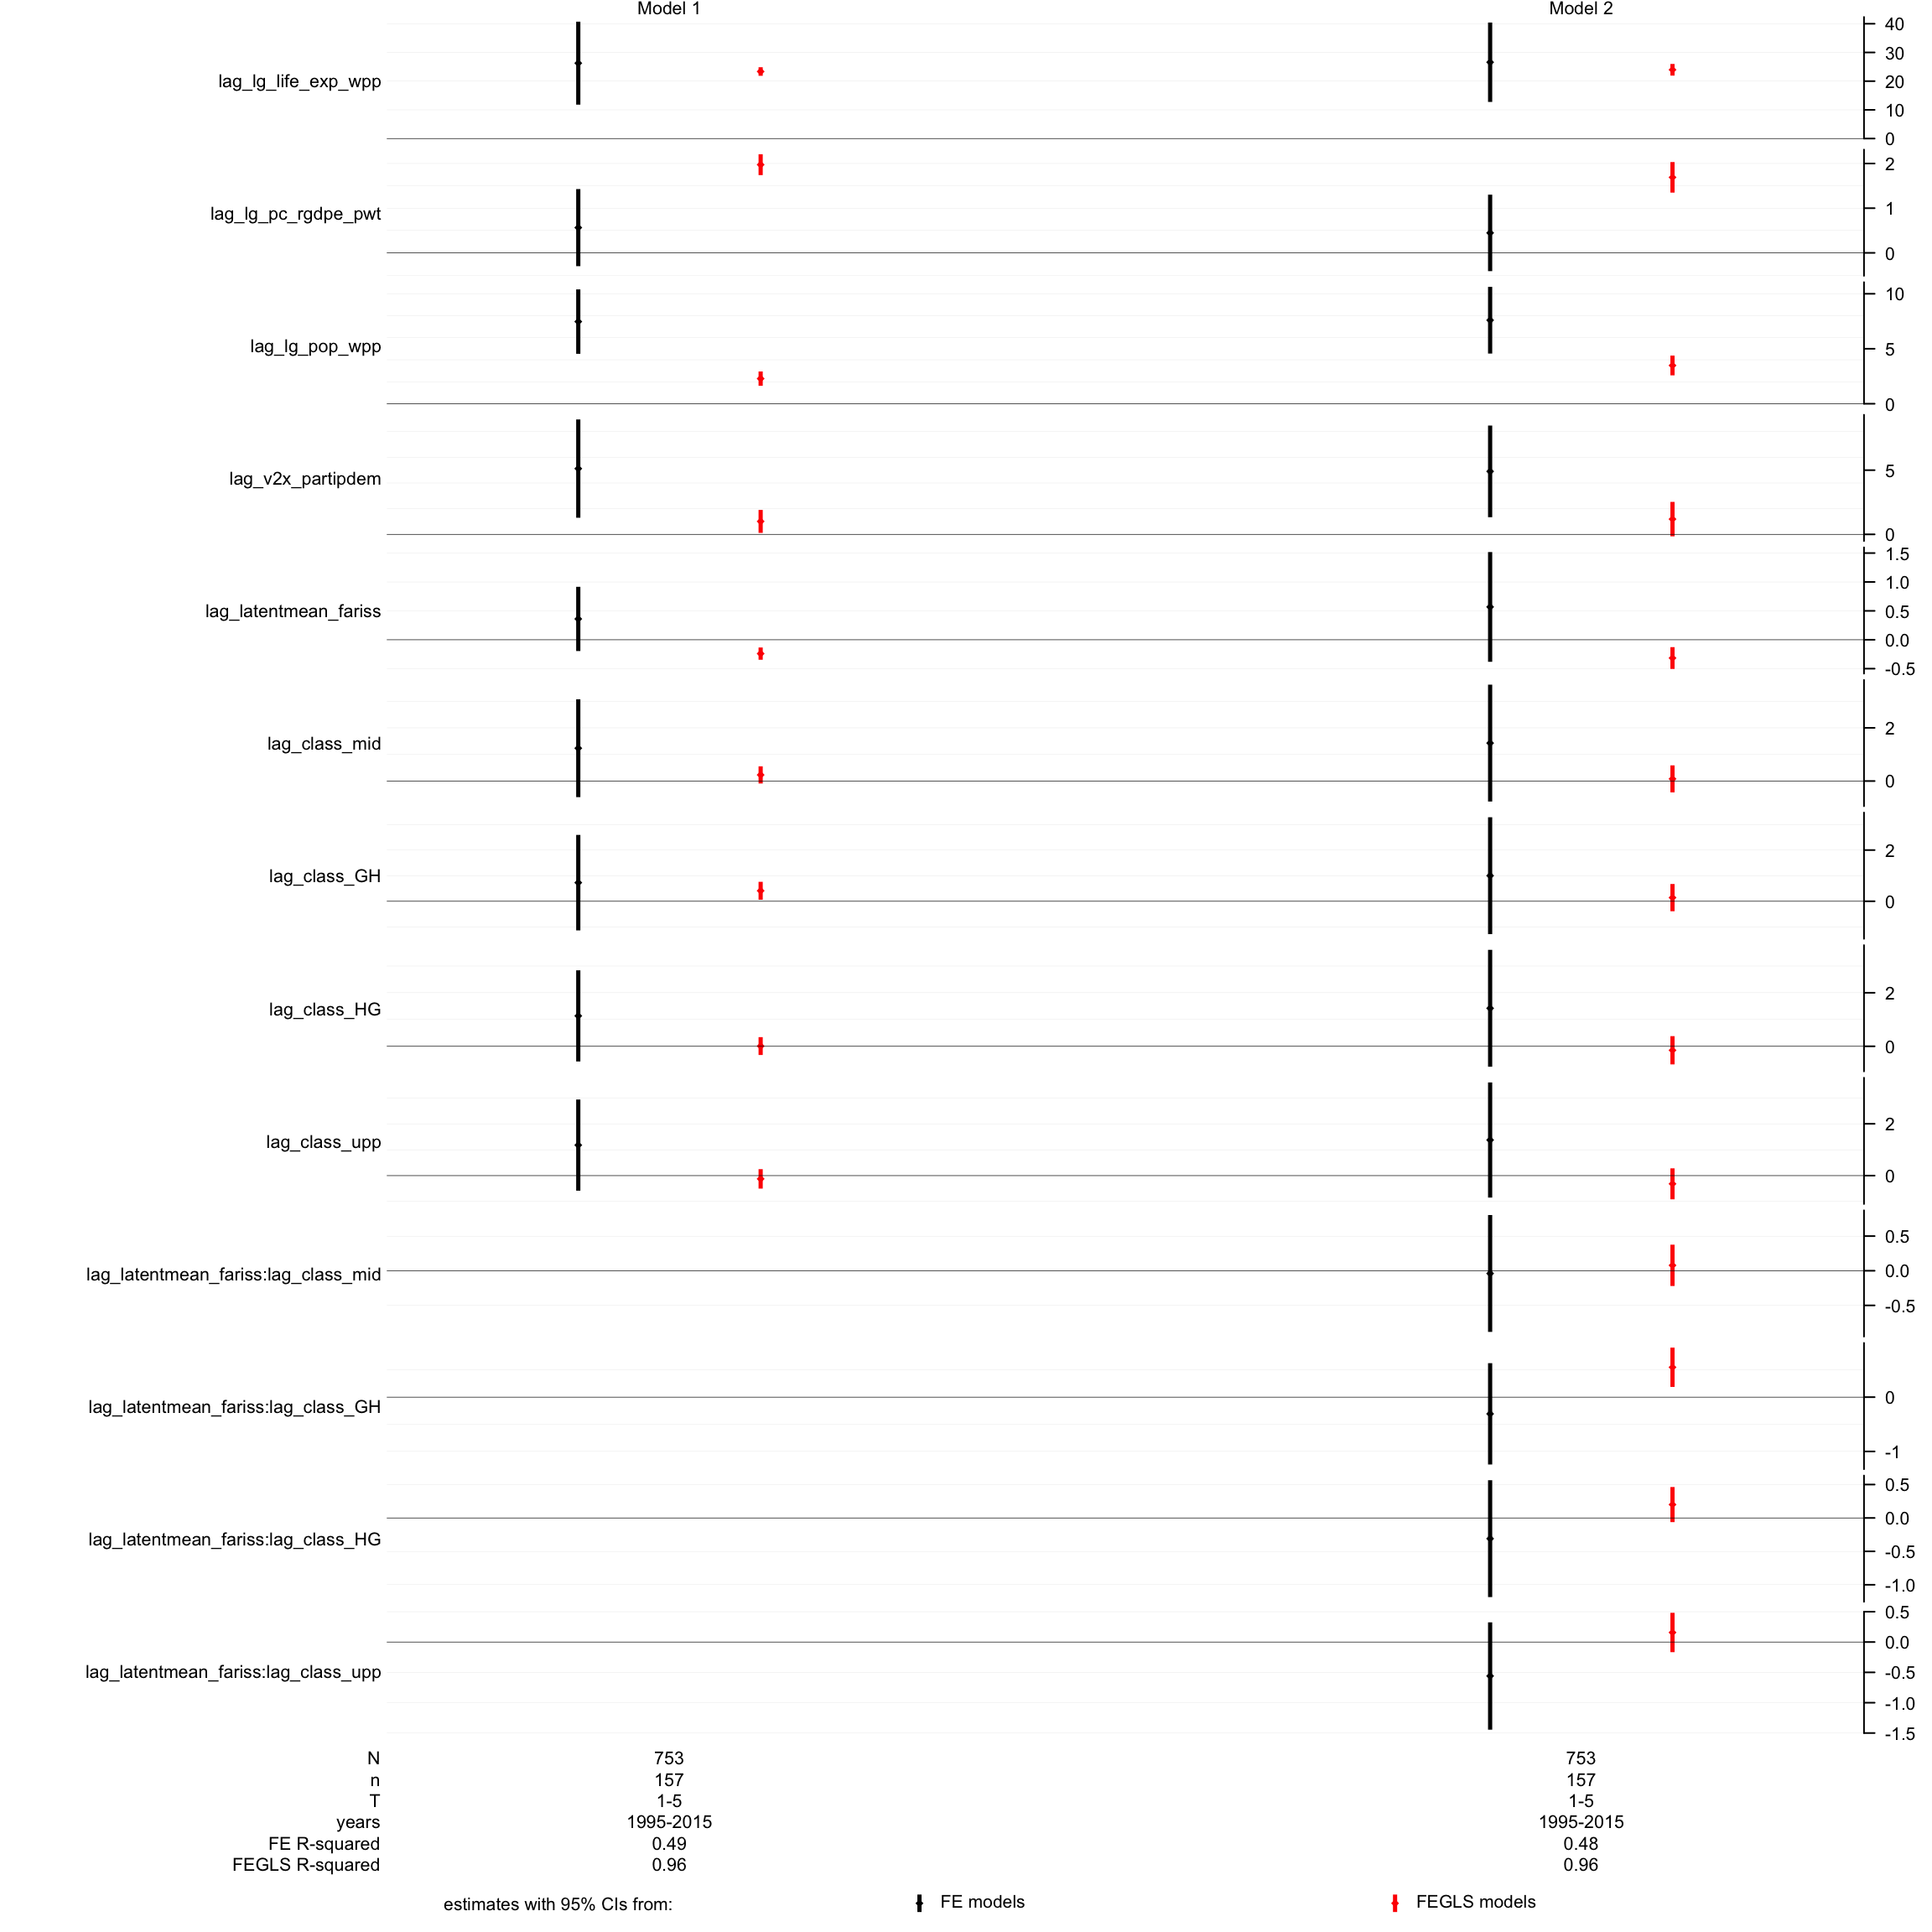 Model 1 Model 2
lag_lg_life_exp_wpp
40
30
20
10
0
lag_lg_pc_rgdpe_pwt
2
1
0
lag_lg_pop_wpp
10
5
0
lag_v2x_partipdem
5
0
lag_latentmean_fariss
1.5
1.0
0.5
0.0
-0.5
lag_class_mid
2
0
lag_class_GH
2
0
lag_class_HG
2
0
lag_class_upp
2
0
lag_latentmean_fariss:lag_class_mid
0.5
0.0
-0.5
lag_latentmean_fariss:lag_class_GH
0
-1
lag_latentmean_fariss:lag_class_HG
0.5
0.0
-0.5
-1.0
lag_latentmean_fariss:lag_class_upp
0.5
0.0
-0.5
-1.0
-1.5
N 753 753
n 157 157
T 1-5 1-5
years 1995-2015 1995-2015
FE R-squared 0.49 0.48
FEGLS R-squared 0.96 0.96
estimates with 95% CIs from: FE models FEGLS models